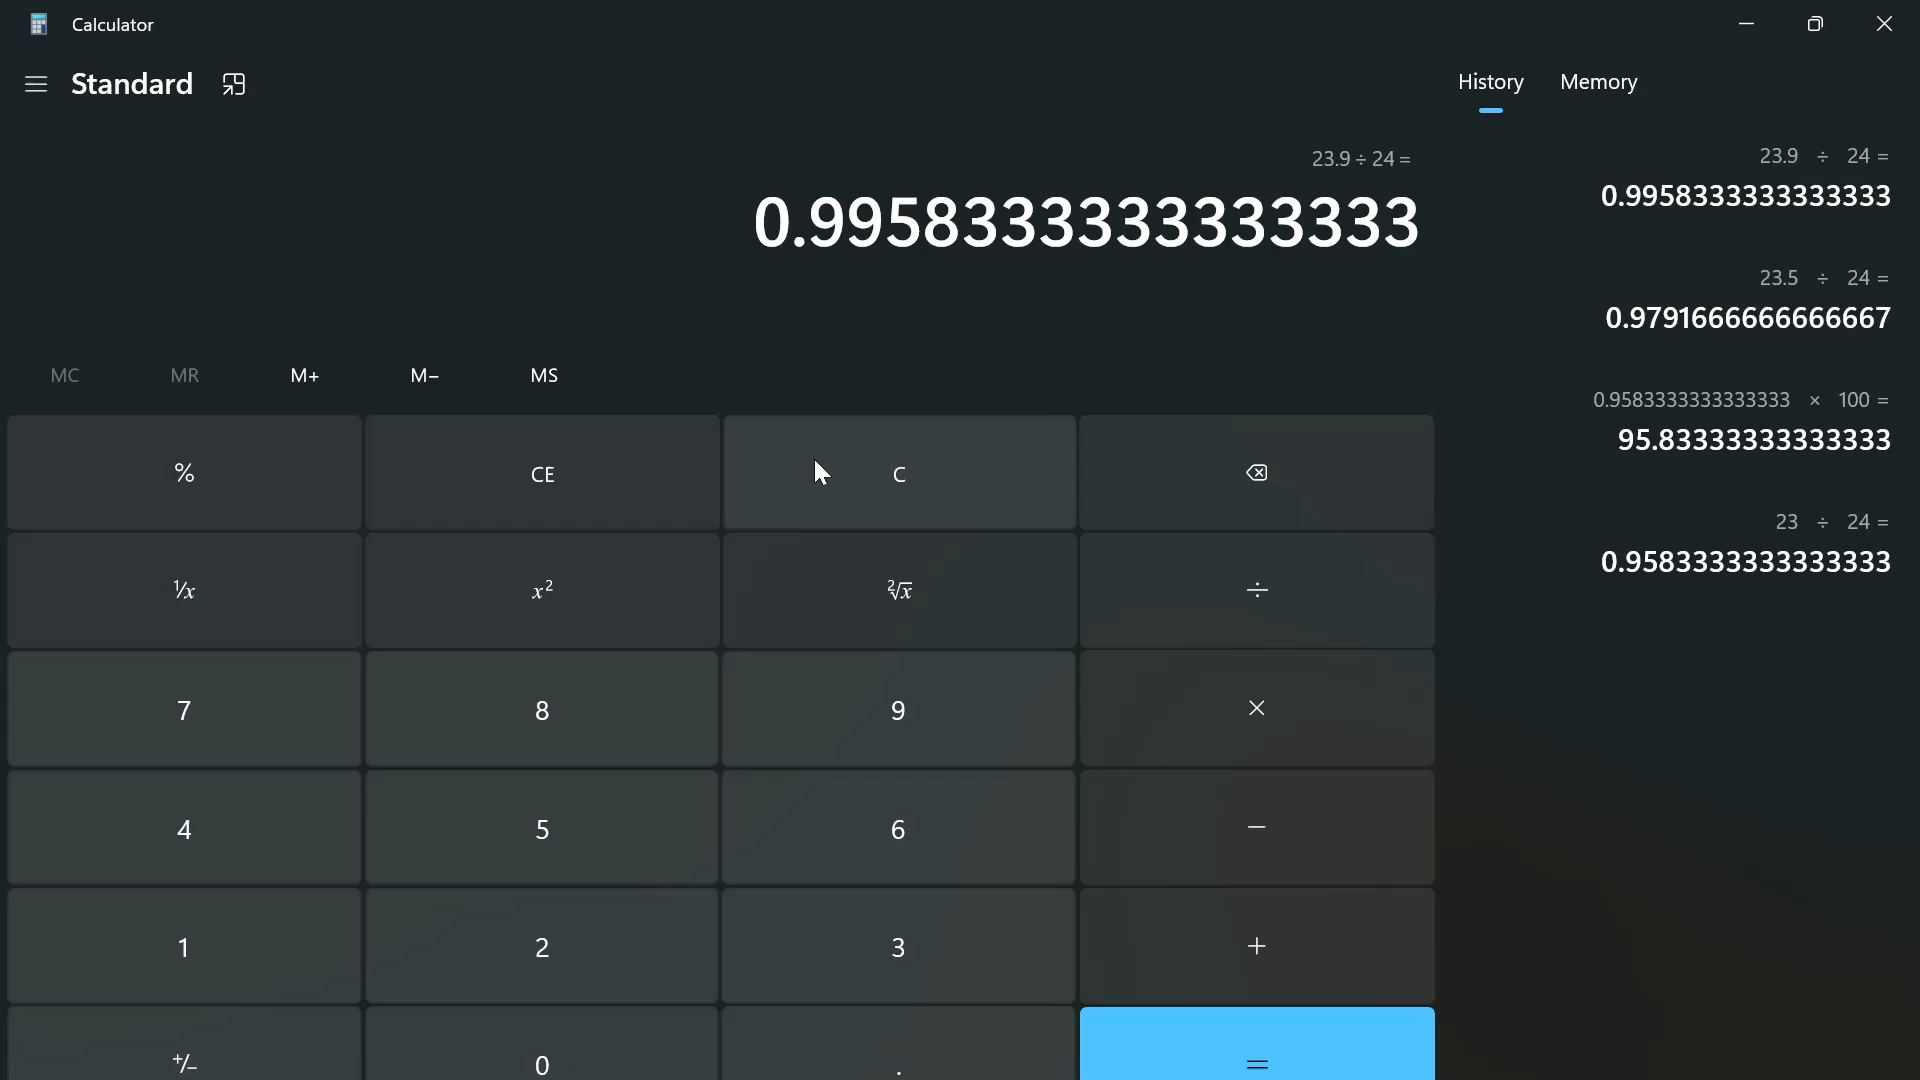 Calculator
Standard
History Memory
23.9 ÷ 24 =
0.9958333333333333
MC MR M+ M− MS
% CE C
⅟x x² ²√x ÷
7 8 9 ×
4 5 6 −
1 2 3 +
+/− 0 . =
23.9 ÷ 24 =
0.9958333333333333
23.5 ÷ 24 =
0.9791666666666667
0.9583333333333333 × 100 =
95.83333333333333
23 ÷ 24 =
0.9583333333333333